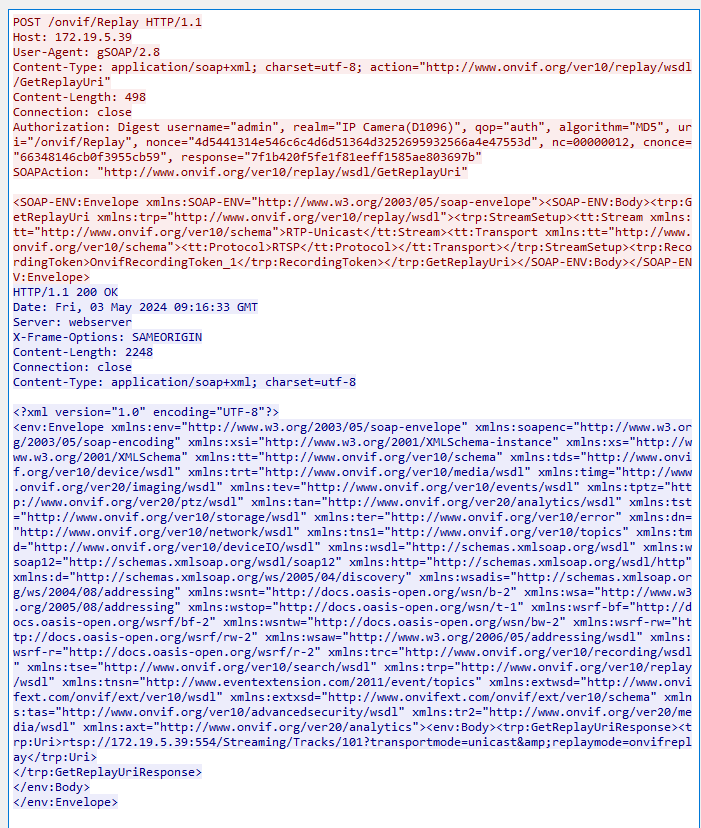 POST /onvif/Replay HTTP/1.1
Host: 172.19.5.39
User-Agent: gSOAP/2.8
Content-Type: application/soap+xml; charset=utf-8; action="http://www.onvif.org/ver10/replay/wsdl
/GetReplayUri"
Content-Length: 498
Connection: close
Authorization: Digest username="admin", realm="IP Camera(D1096)", qop="auth", algorithm="MD5", ur
i="/onvif/Replay", nonce="4d5441314e546c6c4d6d51364d3252695932566a4e47553d", nc=00000012, cnonce=
"66348146cb0f3955cb59", response="7f1b420f5fe1f81eeff1585ae803697b"
SOAPAction: "http://www.onvif.org/ver10/replay/wsdl/GetReplayUri"
<SOAP-ENV:Envelope xmlns:SOAP-ENV="http://www.w3.org/2003/05/soap-envelope"><SOAP-ENV:Body><trp:G
etReplayUri xmlns:trp="http://www.onvif.org/ver10/replay/wsdl"><trp:StreamSetup><tt:Stream xmlns:
tt="http://www.onvif.org/ver10/schema">RTP-Unicast</tt:Stream><tt:Transport xmlns:tt="http://www.
onvif.org/ver10/schema"><tt:Protocol>RTSP</tt:Protocol></tt:Transport></trp:StreamSetup><trp:Reco
rdingToken>OnvifRecordingToken_1</trp:RecordingToken></trp:GetReplayUri></SOAP-ENV:Body></SOAP-EN
V:Envelope>
HTTP/1.1 200 OK
Date: Fri, 03 May 2024 09:16:33 GMT
Server: webserver
X-Frame-Options: SAMEORIGIN
Content-Length: 2248
Connection: close
Content-Type: application/soap+xml; charset=utf-8
<?xml version="1.0" encoding="UTF-8"?>
<env:Envelope xmlns:env="http://www.w3.org/2003/05/soap-envelope" xmlns:soapenc="http://www.w3.or
g/2003/05/soap-encoding" xmlns:xsi="http://www.w3.org/2001/XMLSchema-instance" xmlns:xs="http://w
ww.w3.org/2001/XMLSchema" xmlns:tt="http://www.onvif.org/ver10/schema" xmlns:tds="http://www.onvi
f.org/ver10/device/wsdl" xmlns:trt="http://www.onvif.org/ver10/media/wsdl" xmlns:timg="http://www
.onvif.org/ver20/imaging/wsdl" xmlns:tev="http://www.onvif.org/ver10/events/wsdl" xmlns:tptz="htt
p://www.onvif.org/ver20/ptz/wsdl" xmlns:tan="http://www.onvif.org/ver20/analytics/wsdl" xmlns:tst
="http://www.onvif.org/ver10/storage/wsdl" xmlns:ter="http://www.onvif.org/ver10/error" xmlns:dn=
"http://www.onvif.org/ver10/network/wsdl" xmlns:tns1="http://www.onvif.org/ver10/topics" xmlns:tm
d="http://www.onvif.org/ver10/deviceIO/wsdl" xmlns:wsdl="http://schemas.xmlsoap.org/wsdl" xmlns:w
soap12="http://schemas.xmlsoap.org/wsdl/soap12" xmlns:http="http://schemas.xmlsoap.org/wsdl/http"
xmlns:d="http://schemas.xmlsoap.org/ws/2005/04/discovery" xmlns:wsadis="http://schemas.xmlsoap.or
g/ws/2004/08/addressing" xmlns:wsnt="http://docs.oasis-open.org/wsn/b-2" xmlns:wsa="http://www.w3
.org/2005/08/addressing" xmlns:wstop="http://docs.oasis-open.org/wsn/t-1" xmlns:wsrf-bf="http://d
ocs.oasis-open.org/wsrf/bf-2" xmlns:wsntw="http://docs.oasis-open.org/wsn/bw-2" xmlns:wsrf-rw="ht
tp://docs.oasis-open.org/wsrf/rw-2" xmlns:wsaw="http://www.w3.org/2006/05/addressing/wsdl" xmlns:
wsrf-r="http://docs.oasis-open.org/wsrf/r-2" xmlns:trc="http://www.onvif.org/ver10/recording/wsdl
" xmlns:tse="http://www.onvif.org/ver10/search/wsdl" xmlns:trp="http://www.onvif.org/ver10/replay
/wsdl" xmlns:tnsn="http://www.eventextension.com/2011/event/topics" xmlns:extwsd="http://www.onvi
fext.com/onvif/ext/ver10/wsdl" xmlns:extxsd="http://www.onvifext.com/onvif/ext/ver10/schema" xmln
s:tas="http://www.onvif.org/ver10/advancedsecurity/wsdl" xmlns:tr2="http://www.onvif.org/ver20/me
dia/wsdl" xmlns:axt="http://www.onvif.org/ver20/analytics"><env:Body><trp:GetReplayUriResponse><t
rp:Uri>rtsp://172.19.5.39:554/Streaming/Tracks/101?transportmode=unicast&amp;replaymode=onvifrepl
ay</trp:Uri>
</trp:GetReplayUriResponse>
</env:Body>
</env:Envelope>